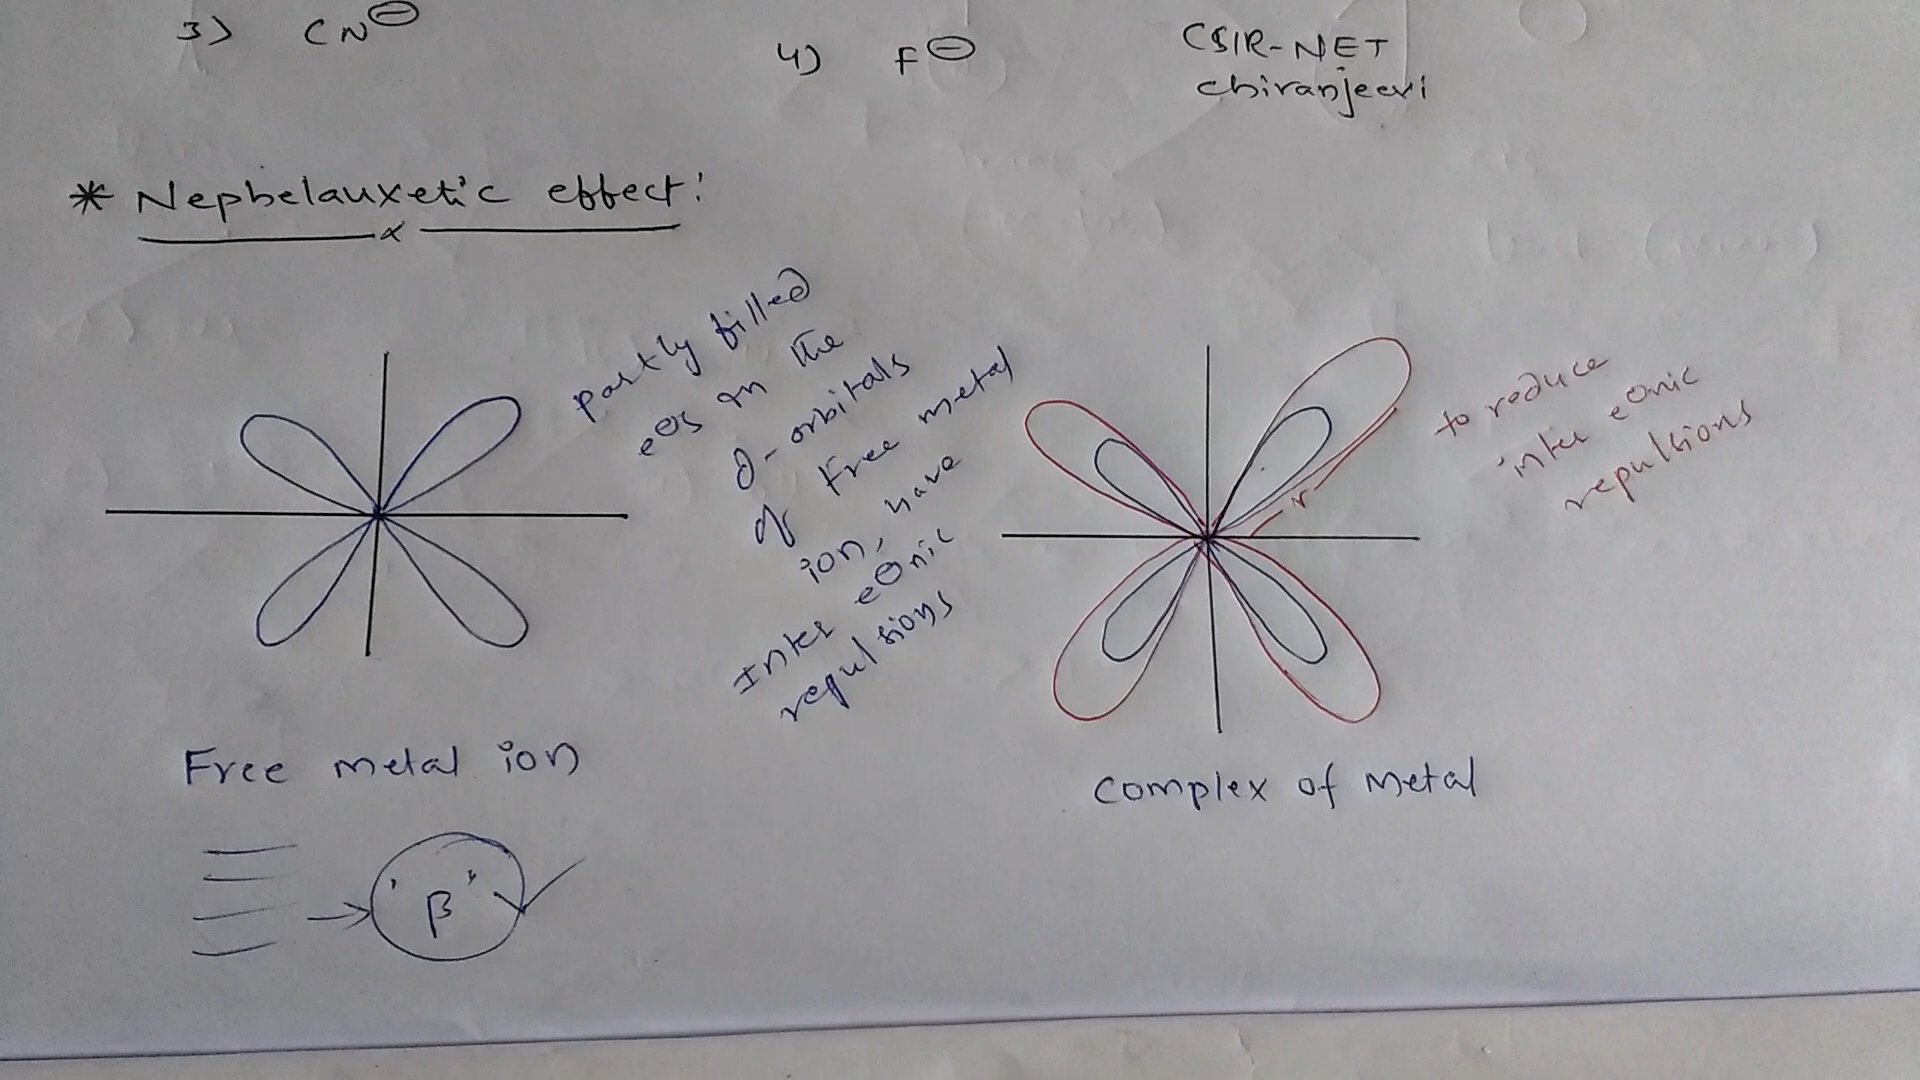 3) CN⊖
4) F⊖
CSIR-NET
chiranjeevi
* Nephelauxetic effect:
partly filled
e⊖s in the
d-orbitals
of Free metal
ion, have
Inter e⊖nic
repulsions
to reduce
inter e⊖nic
repulsions
r
Free metal ion
complex of Metal
→ 'β'